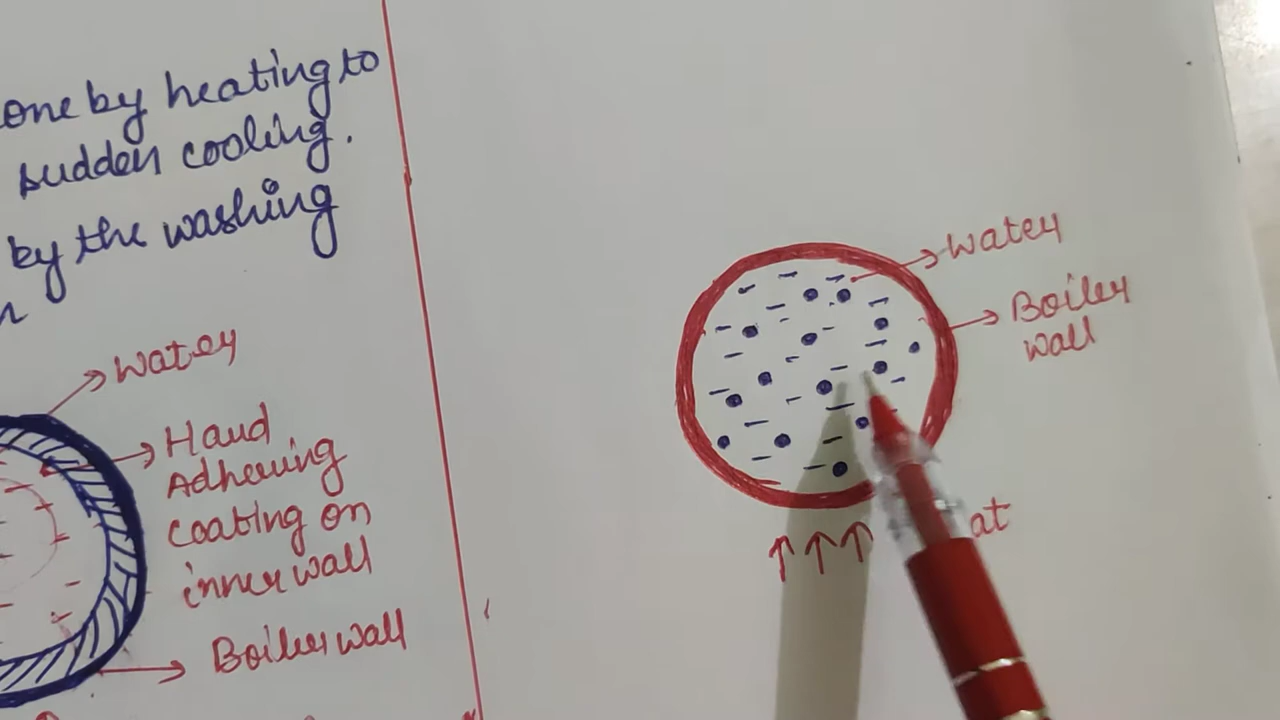 one by heating to
sudden cooling.
by the washing
Water
Hard
Adhering
coating on
inner wall
Boiler wall
Water
Boiler
wall
at